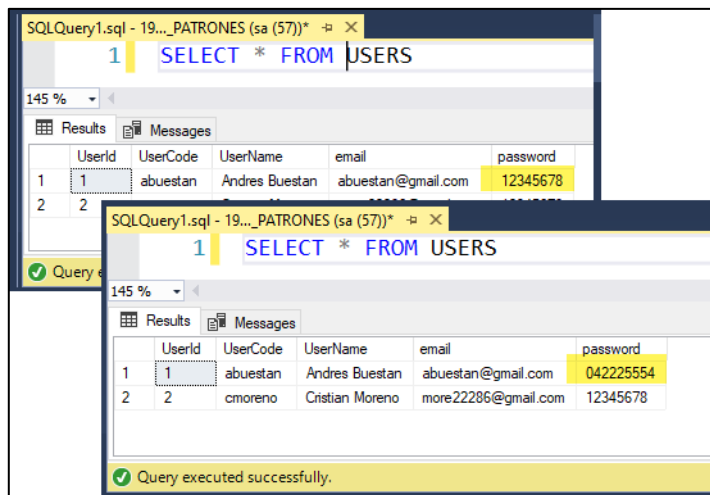 SQLQuery1.sql - 19..._PATRONES (sa (57))*
1 SELECT * FROM USERS
145 %
Results Messages
UserId UserCode UserName email password
1 1 abuestan Andres Buestan abuestan@gmail.com 12345678
2 2
Query
SQLQuery1.sql - 19..._PATRONES (sa (57))*
1 SELECT * FROM USERS
145 %
Results Messages
UserId UserCode UserName email password
1 1 abuestan Andres Buestan abuestan@gmail.com 042225554
2 2 cmoreno Cristian Moreno more22286@gmail.com 12345678
Query executed successfully.